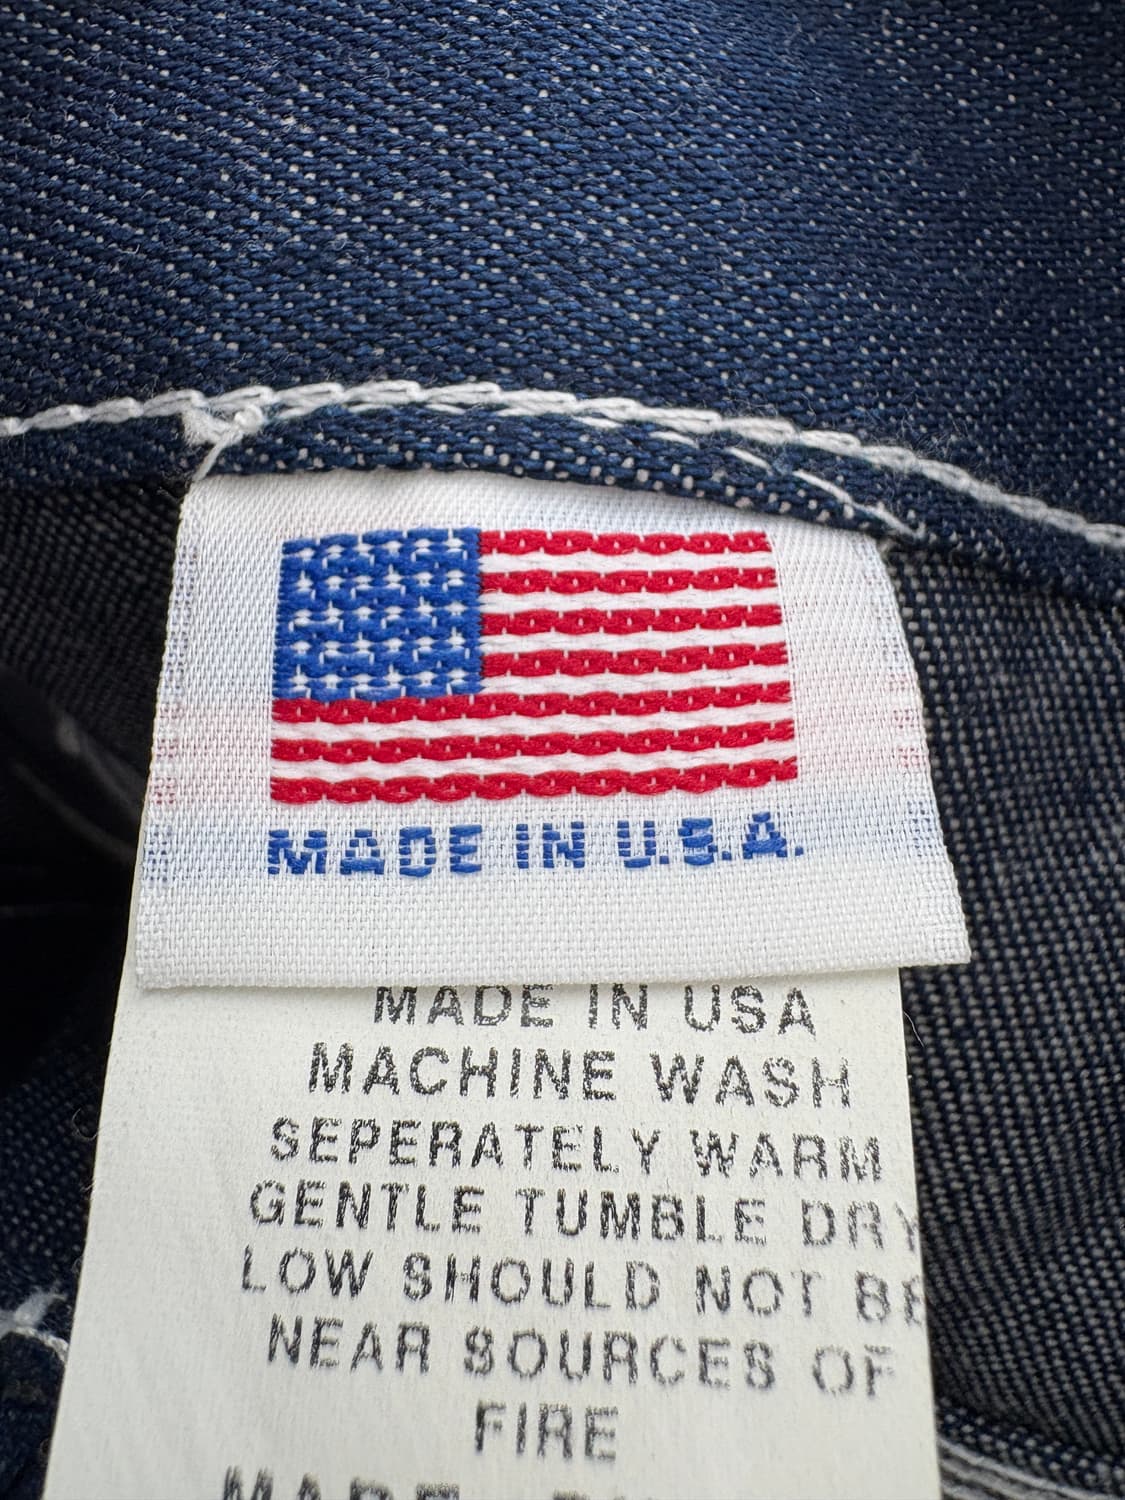 MADE IN U.S.A.
MADE IN USA
MACHINE WASH
SEPERATELY WARM
GENTLE TUMBLE DRY
LOW SHOULD NOT BE
NEAR SOURCES OF
FIRE
MADE